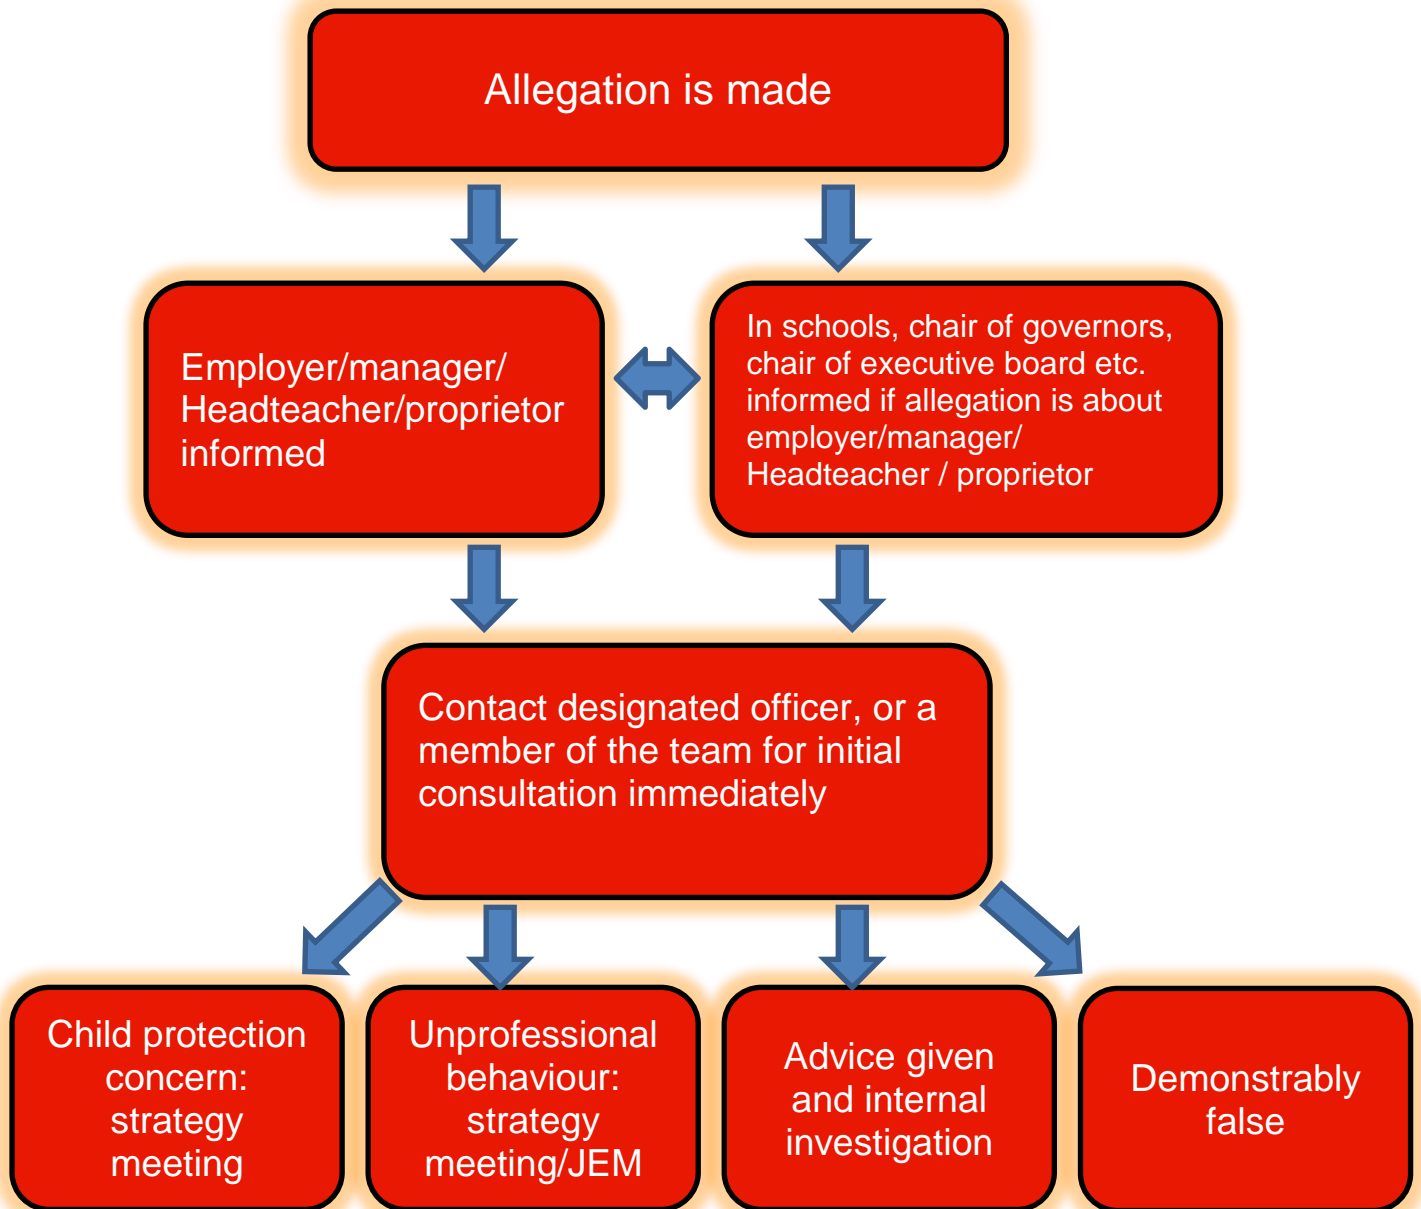 Allegation is made
Employer/manager/
Headteacher/proprietor
informed
In schools, chair of governors,
chair of executive board etc.
informed if allegation is about
employer/manager/
Headteacher / proprietor
Contact designated officer, or a
member of the team for initial
consultation immediately
Child protection
concern:
strategy
meeting
Unprofessional
behaviour:
strategy
meeting/JEM
Advice given
and internal
investigation
Demonstrably
false